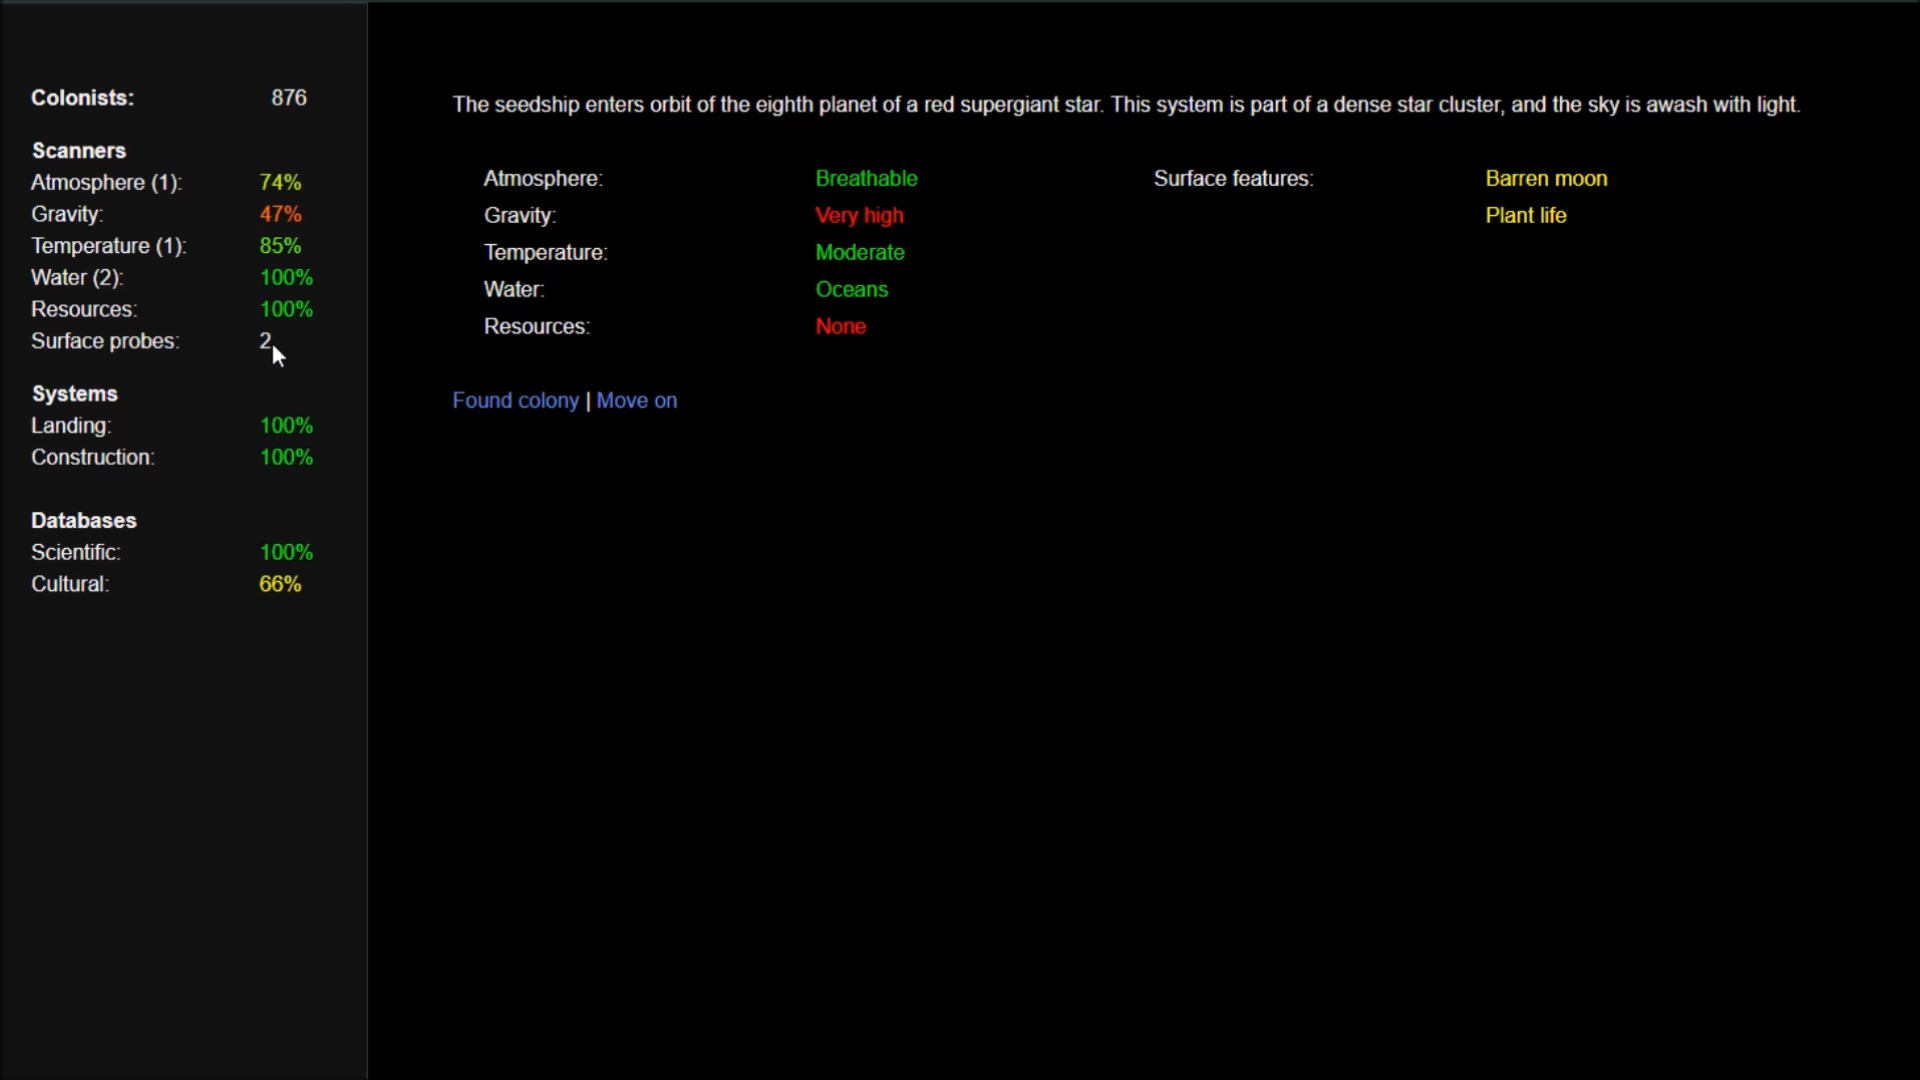 Colonists: 876
Scanners
Atmosphere (1): 74%
Gravity: 47%
Temperature (1): 85%
Water (2): 100%
Resources: 100%
Surface probes: 2
Systems
Landing: 100%
Construction: 100%
Databases
Scientific: 100%
Cultural: 66%
The seedship enters orbit of the eighth planet of a red supergiant star. This system is part of a dense star cluster, and the sky is awash with light.
Atmosphere: Breathable Surface features: Barren moon
Gravity: Very high Plant life
Temperature: Moderate
Water: Oceans
Resources: None
Found colony | Move on